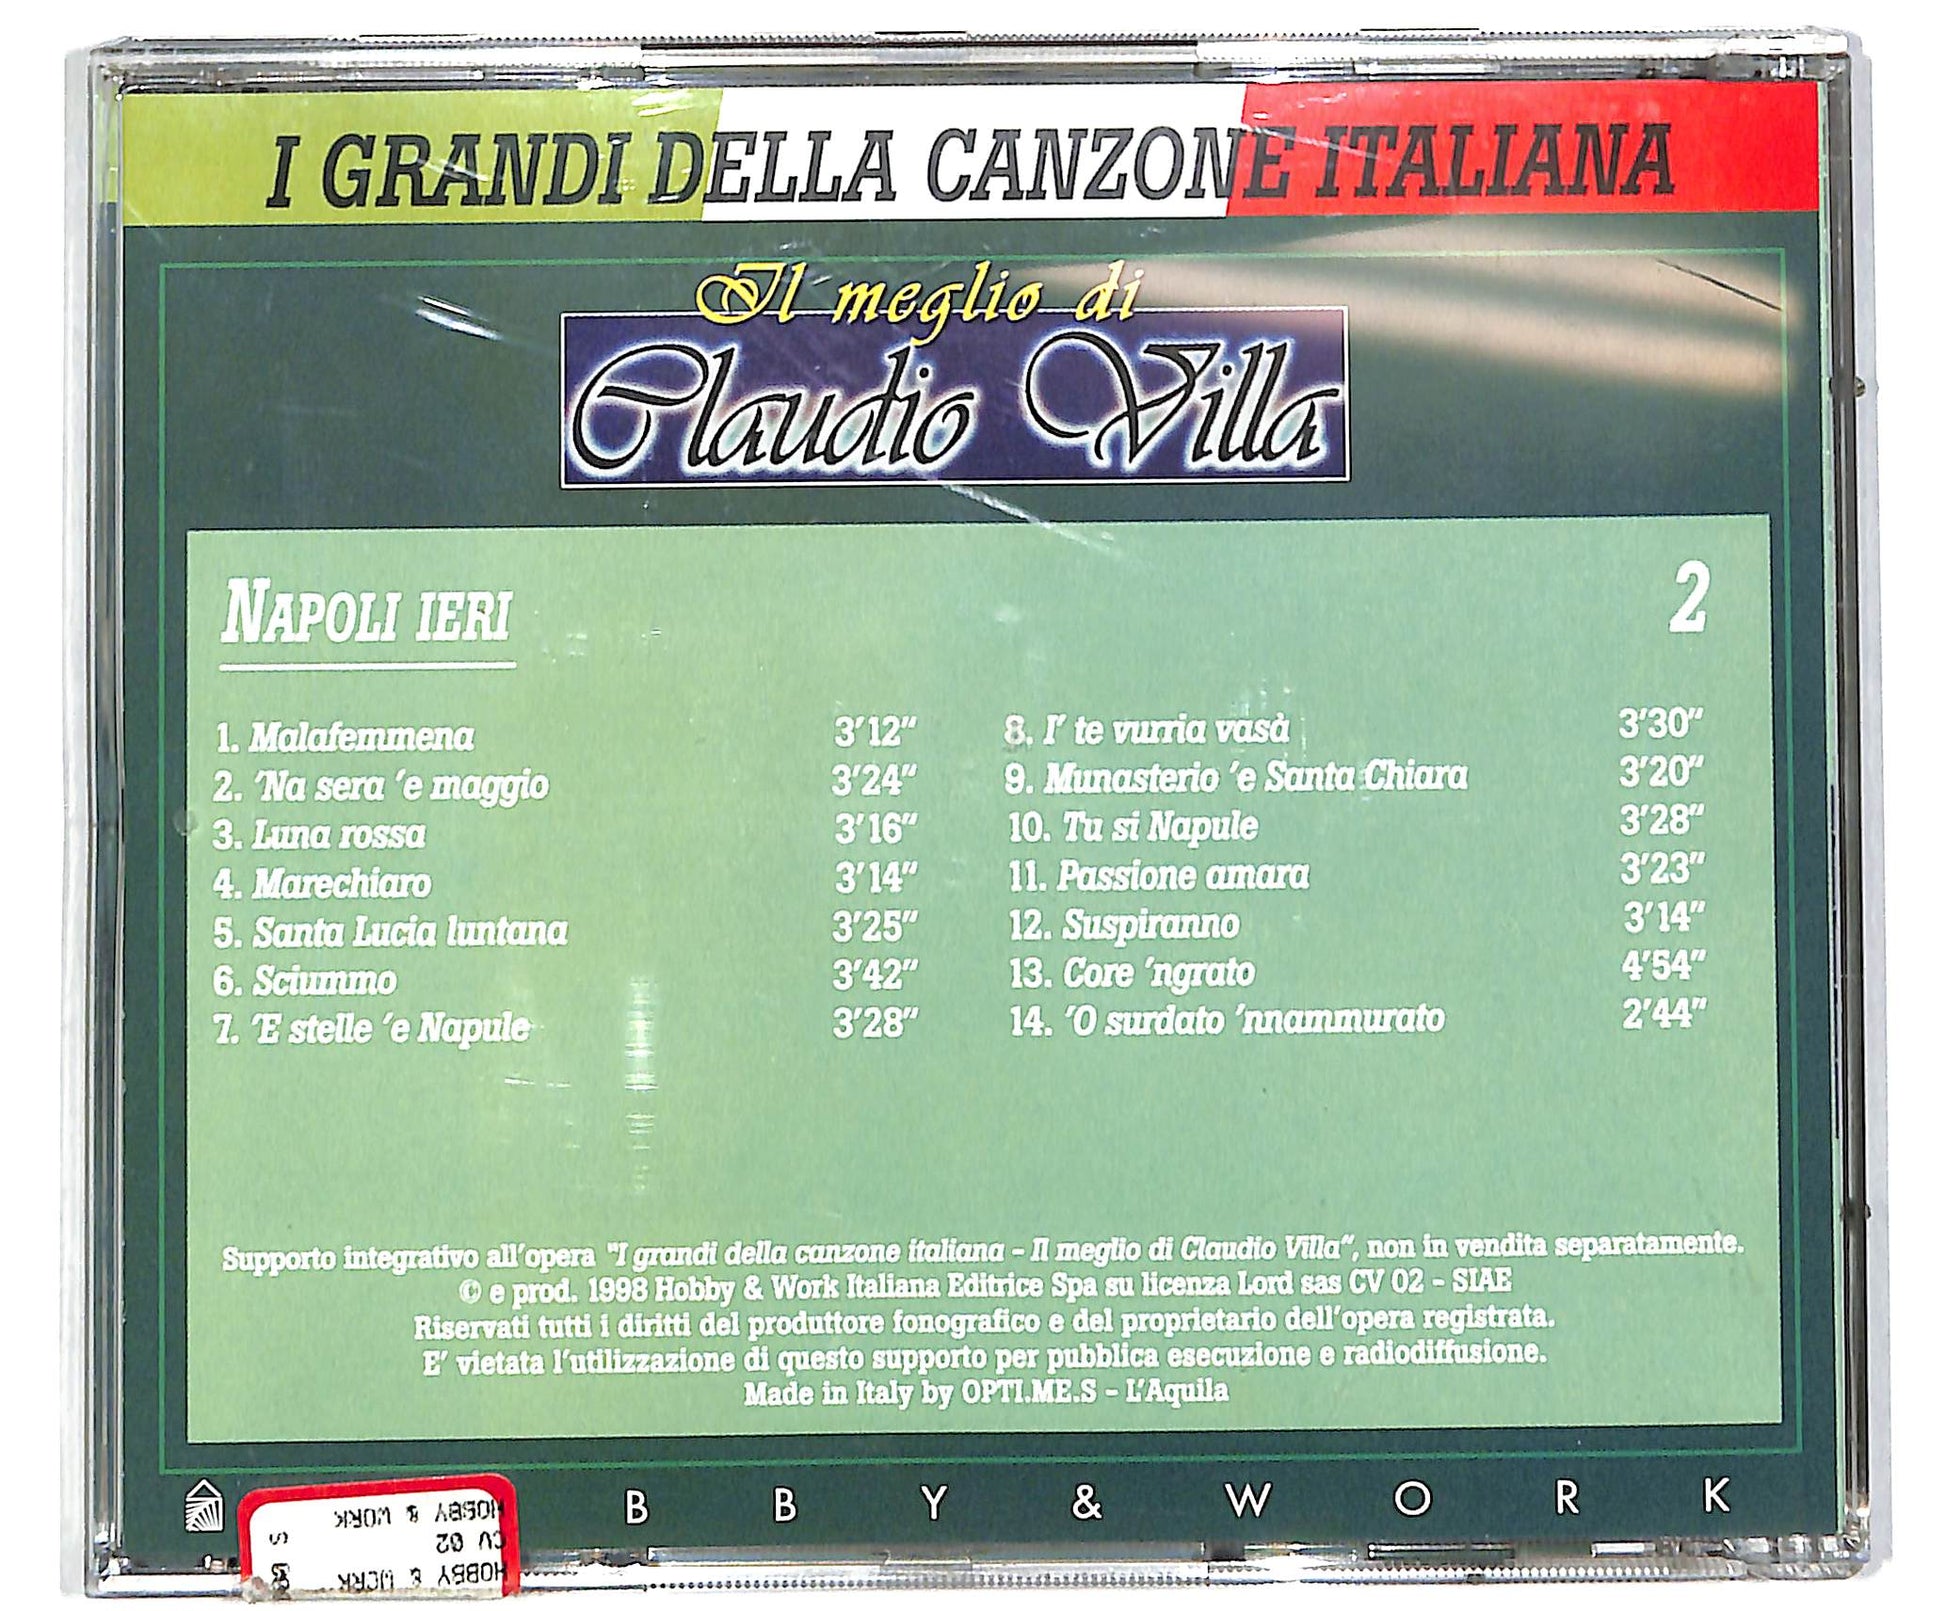 I GRANDI DELLA CANZONE ITALIANA
Il meglio di
Claudio Villa
NAPOLI IERI
2
1. Malafemmena 3'12"
2. 'Na sera 'e maggio 3'24"
3. Luna rossa 3'16"
4. Marechiaro 3'14"
5. Santa Lucia luntana 3'25"
6. Sciummo 3'42"
7. 'E stelle 'e Napule 3'28"
8. I' te vurria vasà 3'30"
9. Munasterio 'e Santa Chiara 3'20"
10. Tu si Napule 3'28"
11. Passione amara 3'23"
12. Suspiranno 3'14"
13. Core 'ngrato 4'54"
14. 'O surdato 'nnammurato 2'44"
Supporto integrativo all'opera "I grandi della canzone italiana - Il meglio di Claudio Villa", non in vendita separatamente.
© e prod. 1998 Hobby & Work Italiana Editrice Spa su licenza Lord sas CV 02 - SIAE
Riservati tutti i diritti del produttore fonografico e del proprietario dell'opera registrata.
E' vietata l'utilizzazione di questo supporto per pubblica esecuzione e radiodiffusione.
Made in Italy by OPTI.ME.S - L'Aquila
B B Y & W O R K
HOBBY & WORK
CV 02
HOBBY & WORK